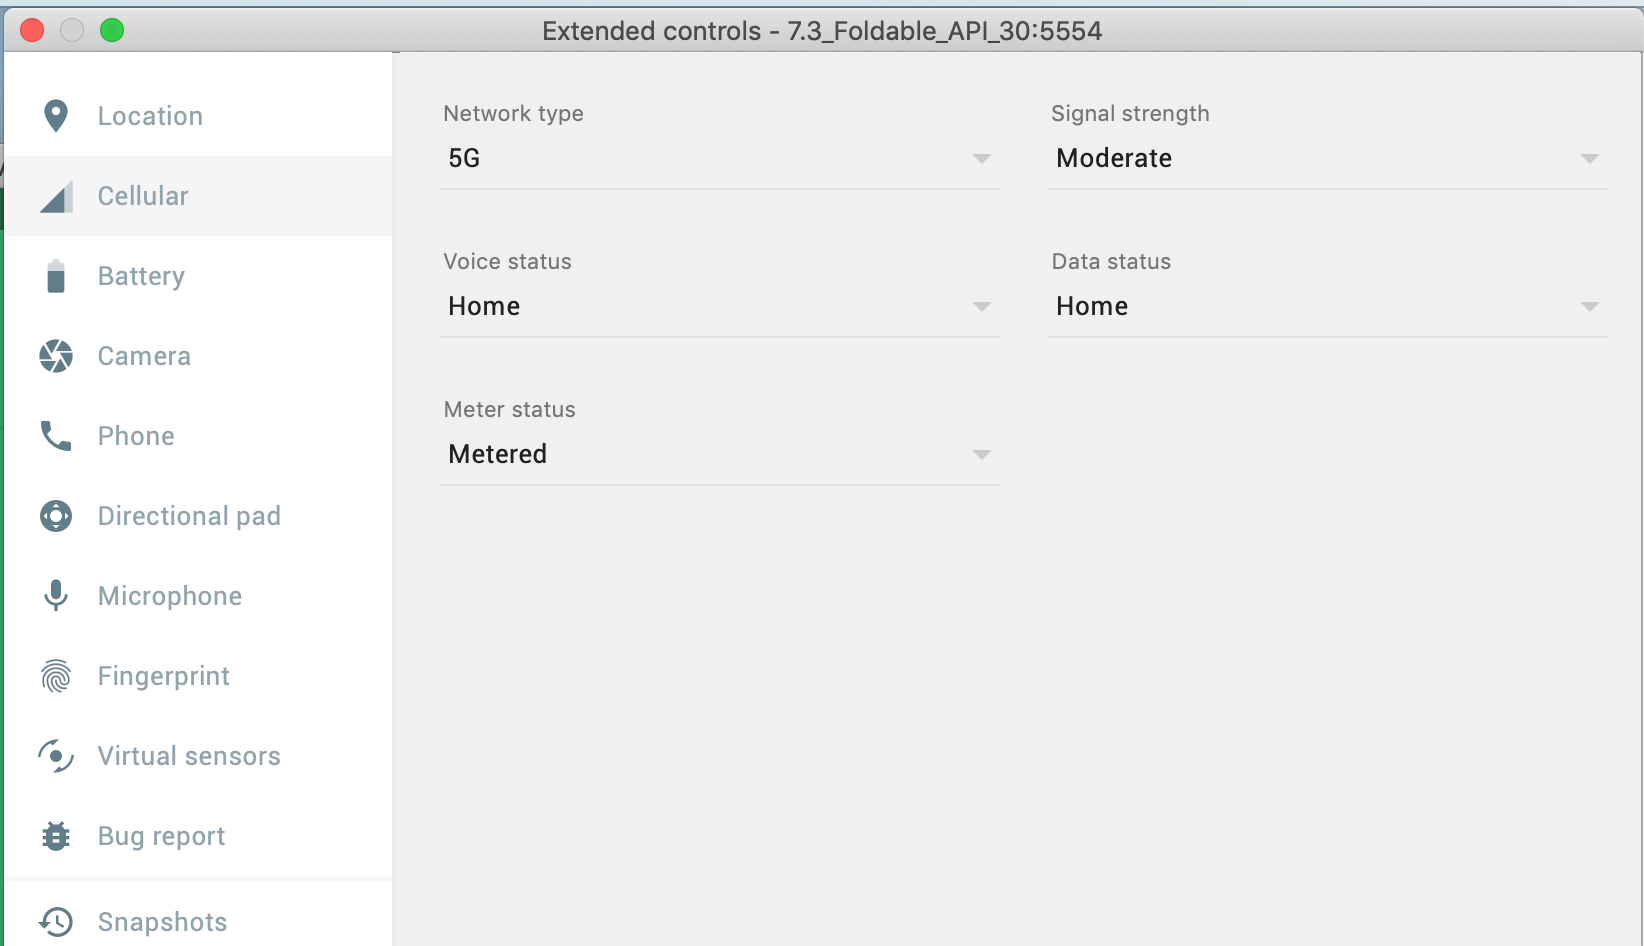 Extended controls - 7.3_Foldable_API_30:5554
Location
Cellular
Battery
Camera
Phone
Directional pad
Microphone
Fingerprint
Virtual sensors
Bug report
Snapshots
Network type
5G
Signal strength
Moderate
Voice status
Home
Data status
Home
Meter status
Metered